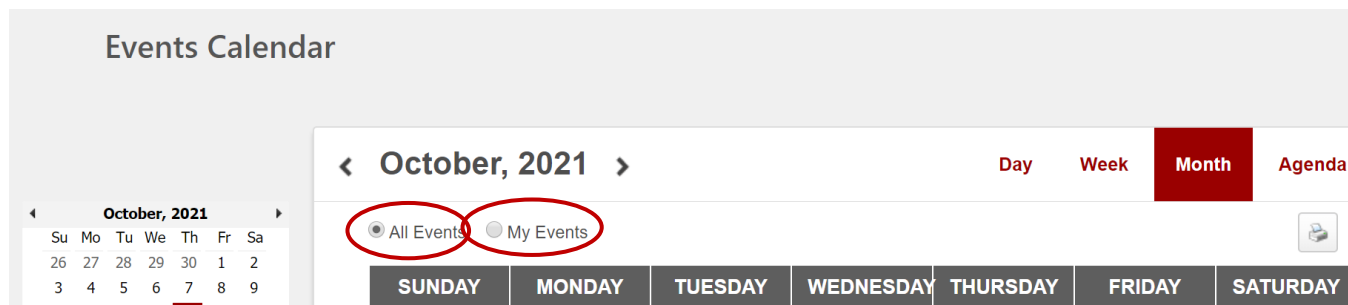 Events Calendar
October, 2021
Day Week Month Agenda
All Events My Events
October, 2021
Su Mo Tu We Th Fr Sa
26 27 28 29 30 1 2
3 4 5 6 7 8 9
SUNDAY MONDAY TUESDAY WEDNESDAY THURSDAY FRIDAY SATURDAY